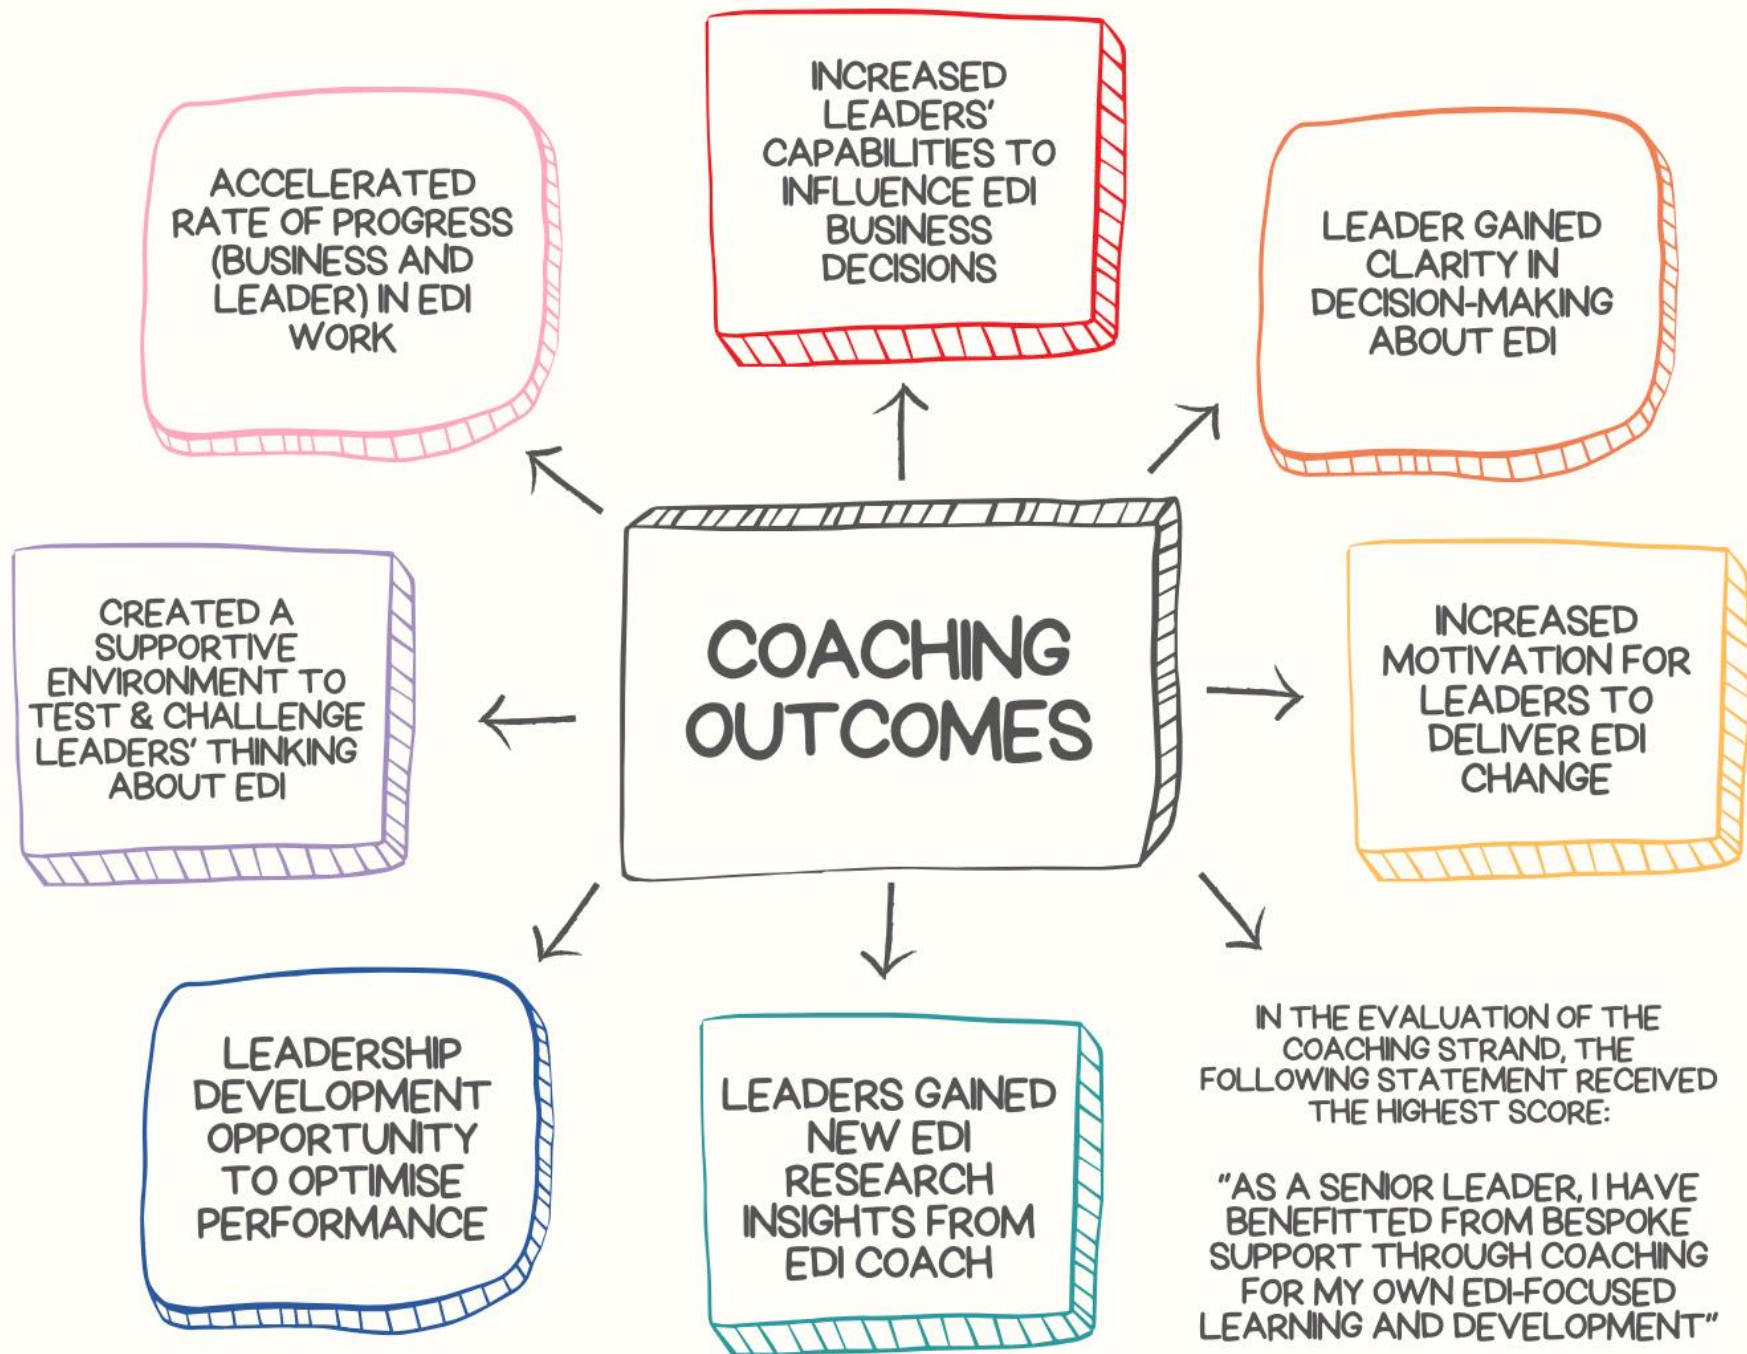 INCREASED
LEADERS'
CAPABILITIES TO
INFLUENCE EDI
BUSINESS
DECISIONS
ACCELERATED
RATE OF PROGRESS
(BUSINESS AND
LEADER) IN EDI
WORK
LEADER GAINED
CLARITY IN
DECISION-MAKING
ABOUT EDI
CREATED A
SUPPORTIVE
ENVIRONMENT TO
TEST & CHALLENGE
LEADERS' THINKING
ABOUT EDI
COACHING
OUTCOMES
INCREASED
MOTIVATION FOR
LEADERS TO
DELIVER EDI
CHANGE
LEADERSHIP
DEVELOPMENT
OPPORTUNITY
TO OPTIMISE
PERFORMANCE
LEADERS GAINED
NEW EDI
RESEARCH
INSIGHTS FROM
EDI COACH
IN THE EVALUATION OF THE
COACHING STRAND, THE
FOLLOWING STATEMENT RECEIVED
THE HIGHEST SCORE:
"AS A SENIOR LEADER, I HAVE
BENEFITTED FROM BESPOKE
SUPPORT THROUGH COACHING
FOR MY OWN EDI-FOCUSED
LEARNING AND DEVELOPMENT"